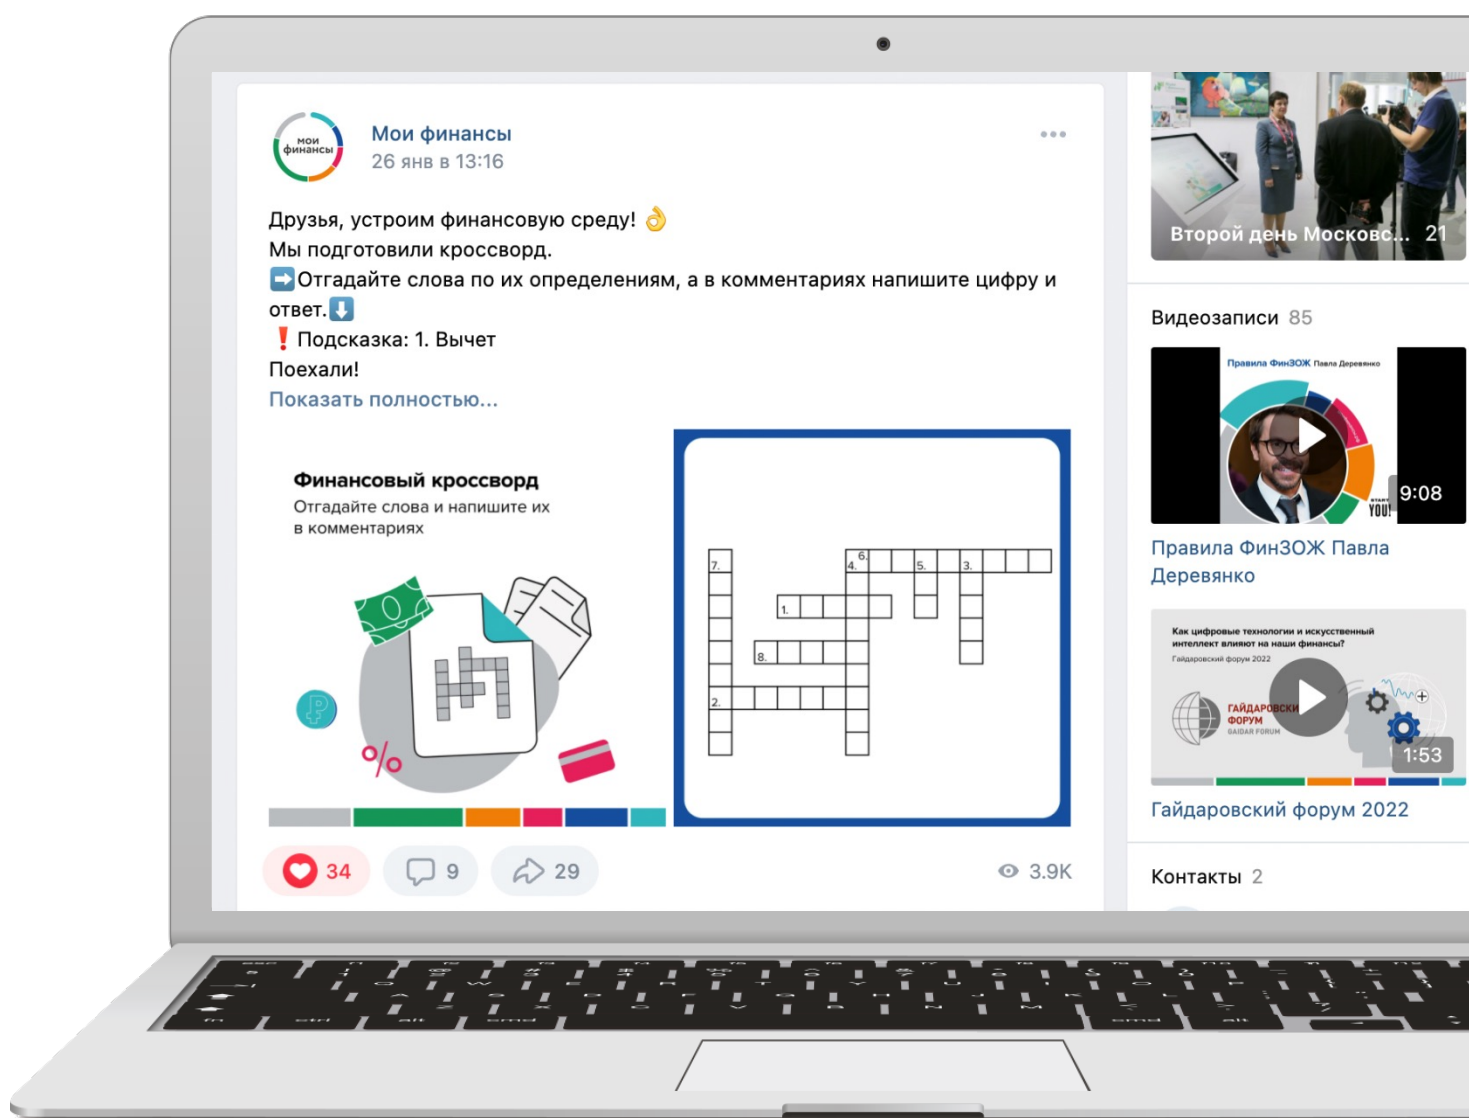 мои
финансы
Мои финансы
26 янв в 13:16
Друзья, устроим финансовую среду! 👌
Мы подготовили кроссворд.
➡Отгадайте слова по их определениям, а в комментариях напишите цифру и
ответ.⬇
❗Подсказка: 1. Вычет
Поехали!
Показать полностью...
Финансовый кроссворд
Отгадайте слова и напишите их
в комментариях
%
7.
6.
4.
5.
3.
1.
8.
2.
34
9
29
3.9K
Второй день Московс... 21
Видеозаписи 85
Правила ФинЗОЖ Павла Деревянко
START
YOU!
9:08
Правила ФинЗОЖ Павла
Деревянко
Как цифровые технологии и искусственный
интеллект влияют на наши финансы?
Гайдаровский форум 2022
ФОРУМ
GAIDAR FORUM
1:53
Гайдаровский форум 2022
Контакты 2